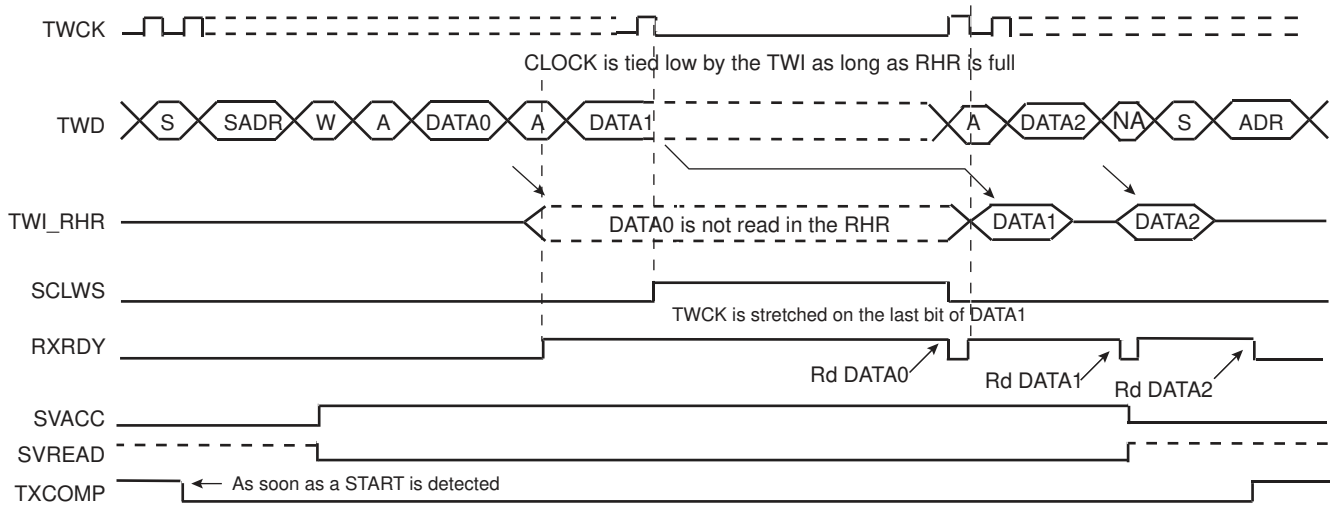 TWCK
CLOCK is tied low by the TWI as long as RHR is full
TWD S SADR W A DATA0 A DATA1 A DATA2 NA S ADR
TWI_RHR DATA0 is not read in the RHR DATA1 DATA2
SCLWS
TWCK is stretched on the last bit of DATA1
RXRDY
Rd DATA0 Rd DATA1 Rd DATA2
SVACC
SVREAD
TXCOMP As soon as a START is detected